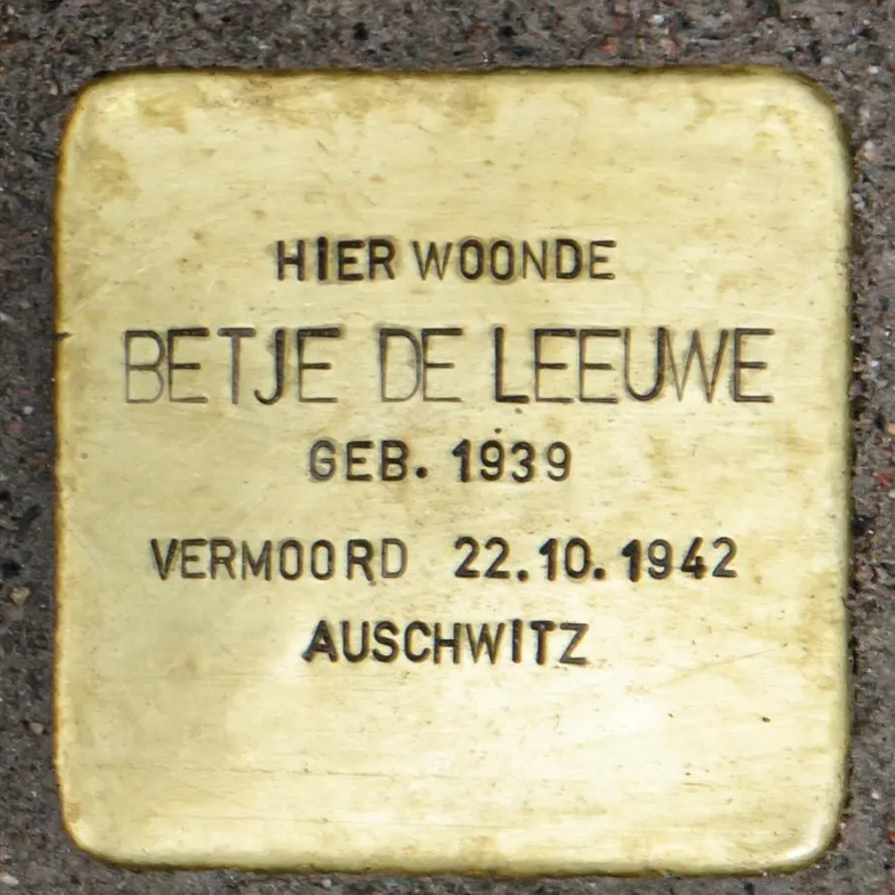 HIER WOONDE
BETJE DE LEEUWE
GEB. 1939
VERMOORD 22.10.1942
AUSCHWITZ